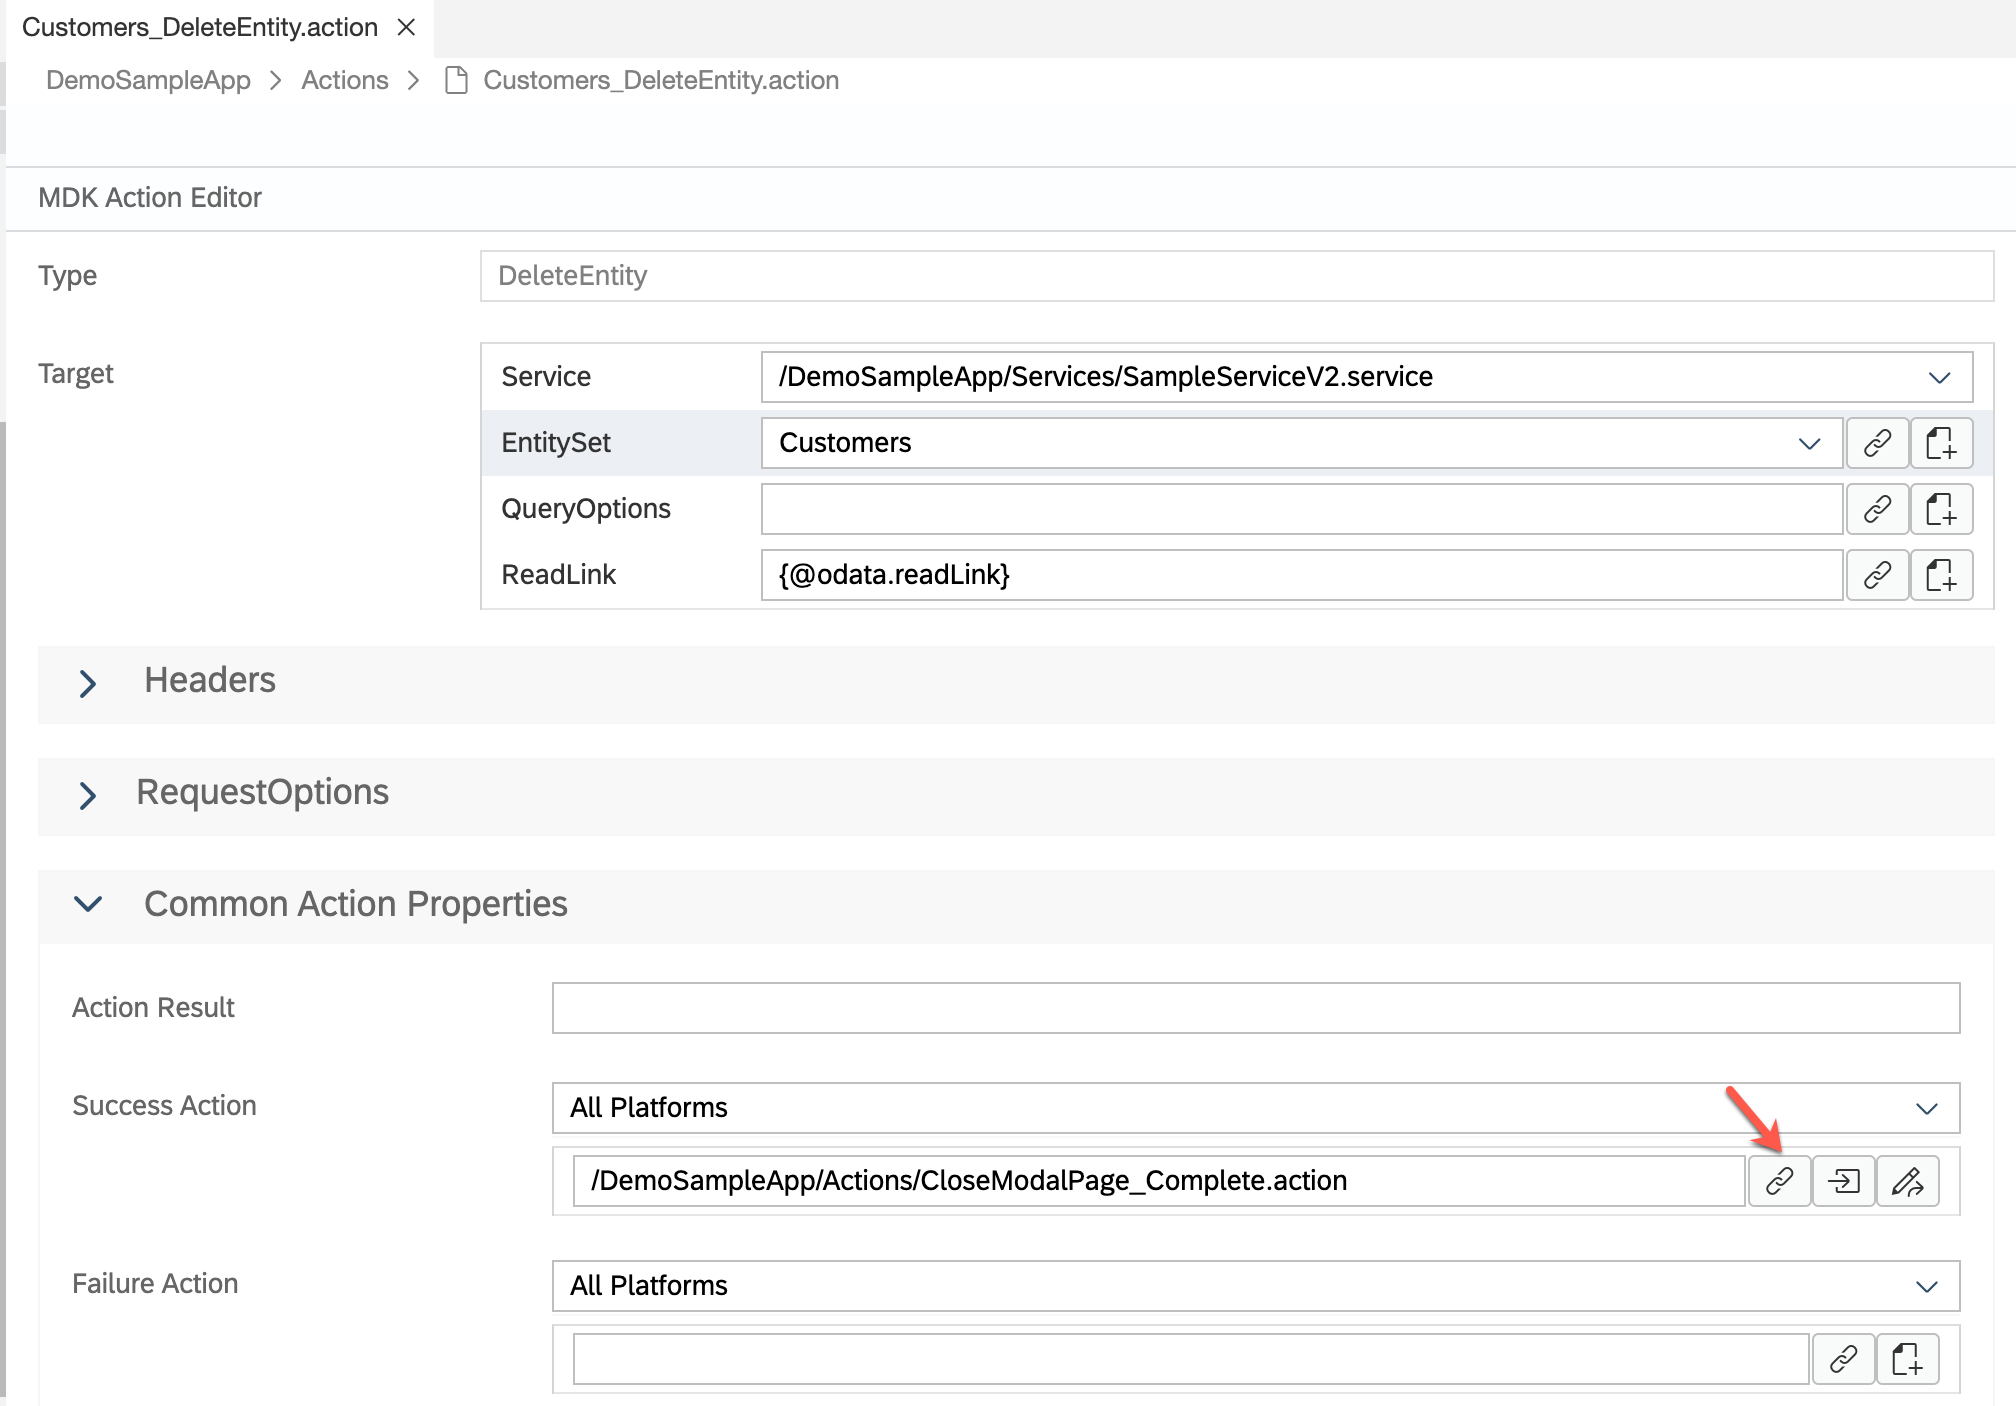 Customers_DeleteEntity.action
DemoSampleApp > Actions > Customers_DeleteEntity.action
MDK Action Editor
Type DeleteEntity
Target Service /DemoSampleApp/Services/SampleServiceV2.service
EntitySet Customers
QueryOptions
ReadLink {@odata.readLink}
Headers
RequestOptions
Common Action Properties
Action Result
Success Action All Platforms
/DemoSampleApp/Actions/CloseModalPage_Complete.action
Failure Action All Platforms